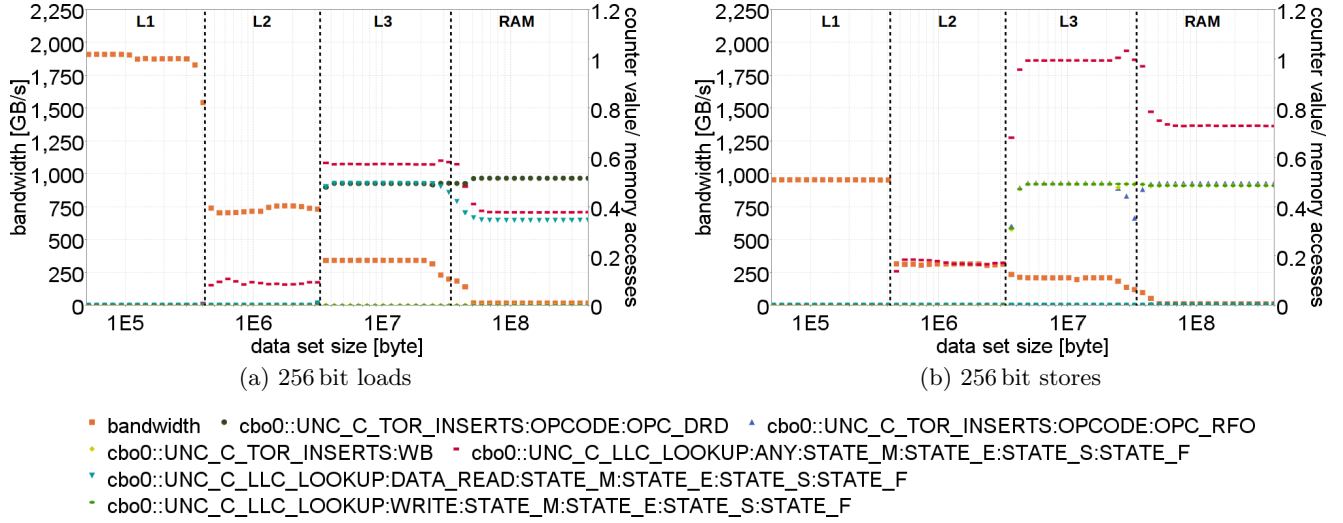 2,250
2,000
1,750
1,500
1,250
1,000
750
500
250
0
bandwidth [GB/s]
L1 L2 L3 RAM
1.2
1
0.8
0.6
0.4
0.2
0
counter value/ memory accesses
1E5 1E6 1E7 1E8
data set size [byte]
(a) 256 bit loads
2,250
2,000
1,750
1,500
1,250
1,000
750
500
250
0
bandwidth [GB/s]
L1 L2 L3 RAM
1.2
1
0.8
0.6
0.4
0.2
0
counter value/ memory accesses
1E5 1E6 1E7 1E8
data set size [byte]
(b) 256 bit stores
bandwidth cbo0::UNC_C_TOR_INSERTS:OPCODE:OPC_DRD cbo0::UNC_C_TOR_INSERTS:OPCODE:OPC_RFO
cbo0::UNC_C_TOR_INSERTS:WB cbo0::UNC_C_LLC_LOOKUP:ANY:STATE_M:STATE_E:STATE_S:STATE_F
cbo0::UNC_C_LLC_LOOKUP:DATA_READ:STATE_M:STATE_E:STATE_S:STATE_F
cbo0::UNC_C_LLC_LOOKUP:WRITE:STATE_M:STATE_E:STATE_S:STATE_F